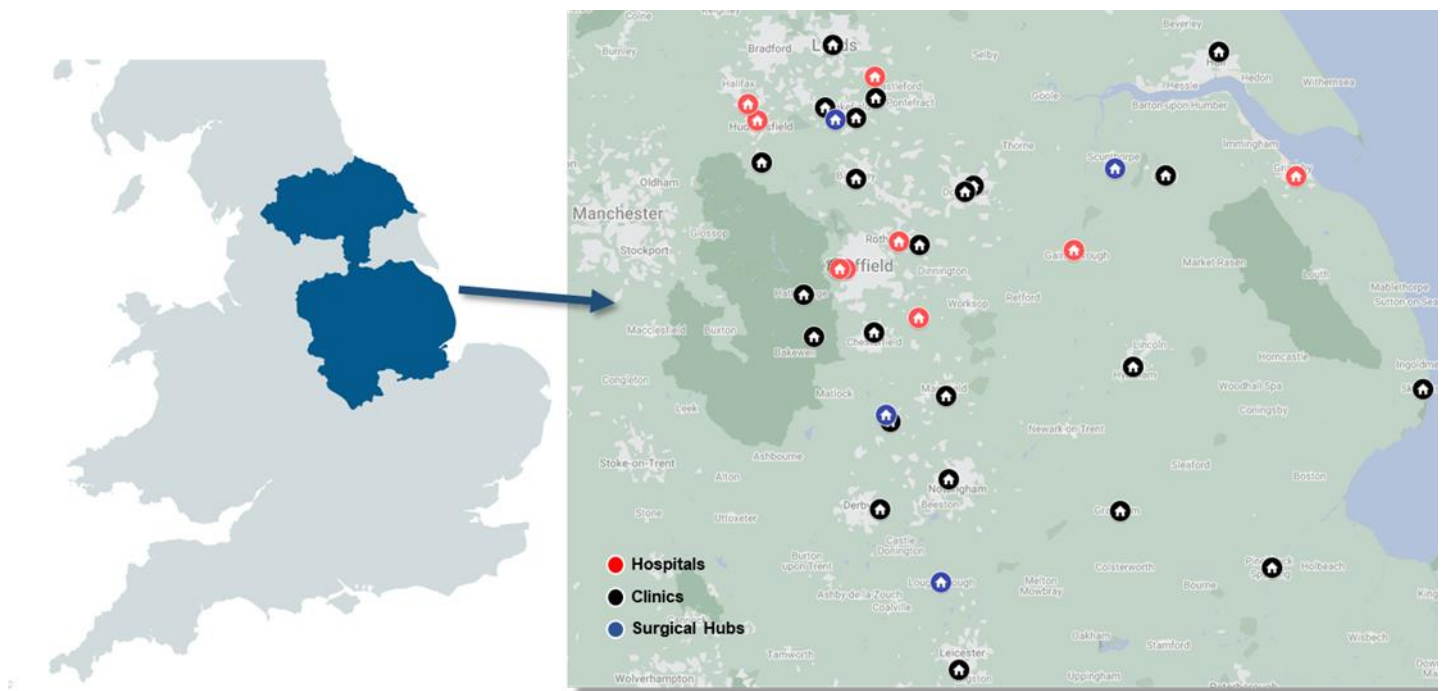 Colne
Keighley
Beverley
Burnley
Bradford
Leeds
Selby
Halifax
Castleford
Hull
Hedon
Withernsea
Hessle
Pontefract
Goole
Barton-upon-Humber
Huddersfield
Thorne
Scunthorpe
Immingham
Oldham
Grimsby
Manchester
Glossop
Stockport
Sheffield
Dinnington
Gainsborough
Market Rasen
Louth
Mablethorpe
Sutton on Sea
Worksop
Retford
Macclesfield
Buxton
Bakewell
Chesterfield
Lincoln
Horncastle
Congleton
Matlock
Woodhall Spa
Leek
Coningsby
Newark-on-Trent
Ashbourne
Stoke-on-Trent
Sleaford
Alton
Boston
Nottingham
Derby
Beeston
Stone
Uttoxeter
Castle
Donington
Hospitals
Burton
upon Trent
Loughborough
Melton
Mowbray
Colsterworth
Bourne
Holbeach
Clinics
Ashby-de-la-Zouch
Coalville
Surgical Hubs
Oakham
Stamford
Wisbech
Tamworth
Leicester
Wolverhampton
Uppingham